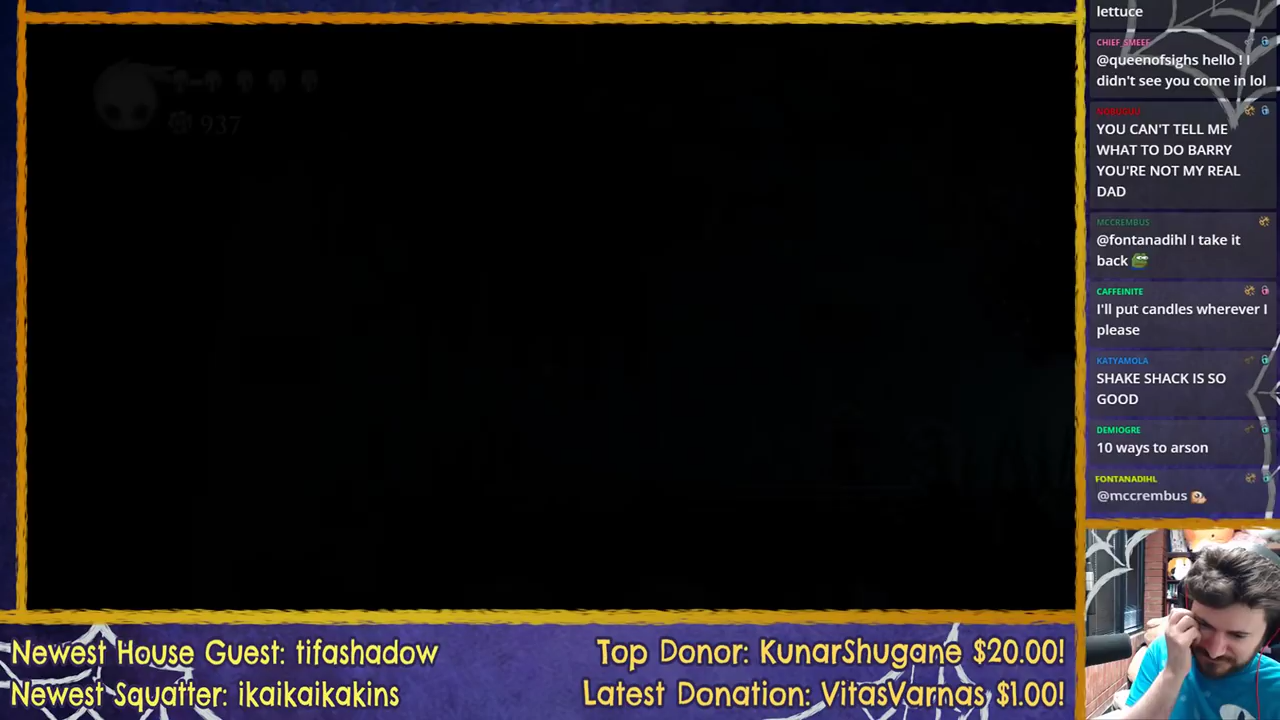 937
lettuce
CHIEF_SMEEF
@queenofsighs hello ! I
didn't see you come in lol
YOU CAN'T TELL ME
WHAT TO DO BARRY
YOU'RE NOT MY REAL
DAD
MCCREMBUS
@fontanadihl I take it
back
CAFFEINITE
I'll put candles wherever I
please
KATYAMOLA
SHAKE SHACK IS SO
GOOD
DEMIOGRE
10 ways to arson
FONTANADIHL
@mccrembus
Newest House Guest: tifashadow
Newest Squatter: ikaikaikakins
Top Donor: KunarShugane $20.00!
Latest Donation: VitasVarnas $1.00!